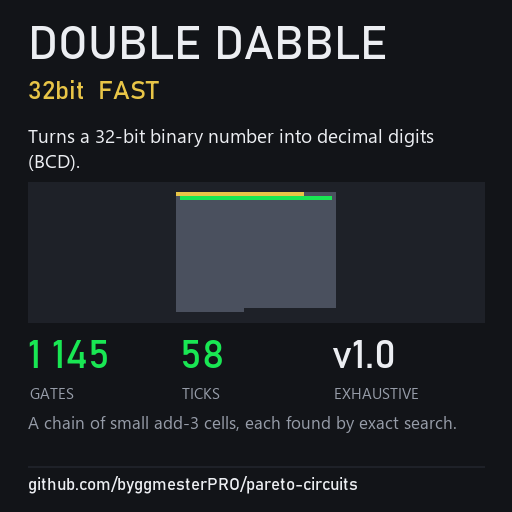 DOUBLE DABBLE
32bit FAST
Turns a 32-bit binary number into decimal digits
(BCD).
1 145 58 v1.0
GATES TICKS EXHAUSTIVE
A chain of small add-3 cells, each found by exact search.
github.com/byggmesterPRO/pareto-circuits